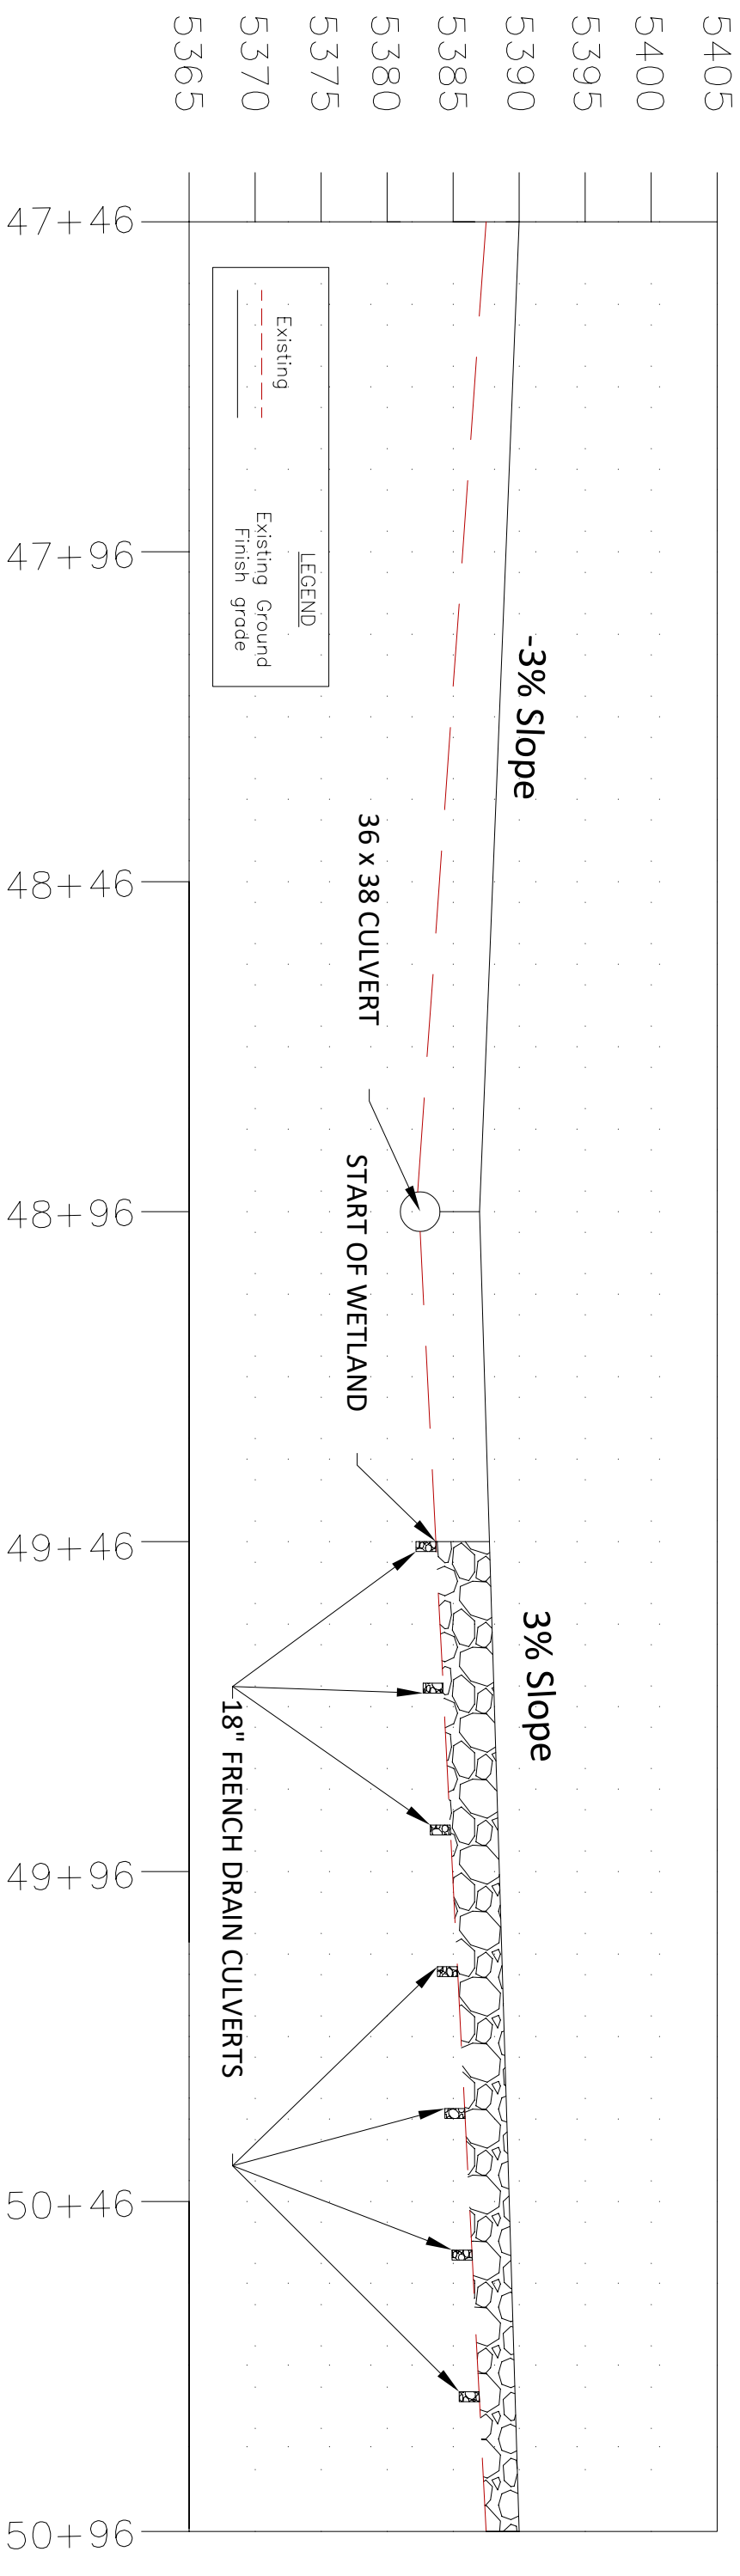 5405
5400
5395
5390
5385
5380
5375
5370
5365
-3% Slope
3% Slope
36 x 38 CULVERT
START OF WETLAND
18" FRENCH DRAIN CULVERTS
LEGEND
Existing
Existing Ground
Finish grade
47+46
47+96
48+46
48+96
49+46
49+96
50+46
50+96